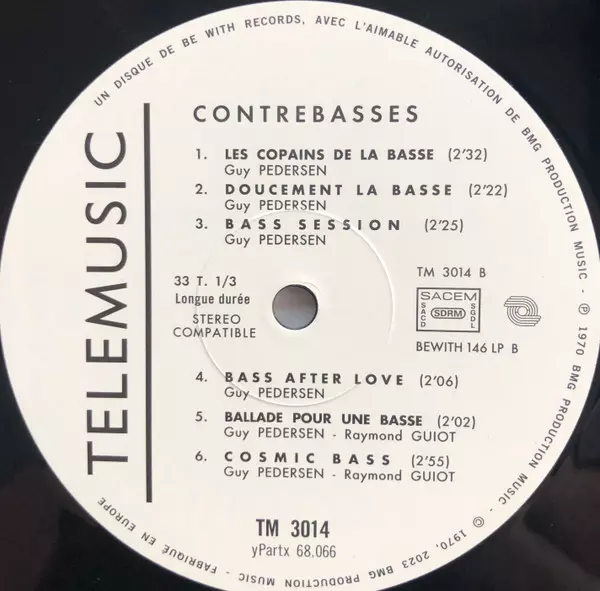 UN DISQUE DE BE WITH RECORDS, AVEC L'AIMABLE AUTORISATION DE BMG PRODUCTION MUSIC - ℗ 1970 BMG PRODUCTION MUSIC - © 1970, 2023 BMG PRODUCTION MUSIC - FABRIQUÉ EN EUROPE
TELEMUSIC
CONTREBASSES
1. LES COPAINS DE LA BASSE (2'32)
Guy PEDERSEN
2. DOUCEMENT LA BASSE (2'22)
Guy PEDERSEN
3. BASS SESSION (2'25)
Guy PEDERSEN
33 T. 1/3
Longue durée
STEREO
COMPATIBLE
TM 3014 B
SACEM
SACD SDRM SGDL
BEWITH 146 LP B
4. BASS AFTER LOVE (2'06)
Guy PEDERSEN
5. BALLADE POUR UNE BASSE (2'02)
Guy PEDERSEN - Raymond GUIOT
6. COSMIC BASS (2'55)
Guy PEDERSEN - Raymond GUIOT
TM 3014
yPartx 68,066